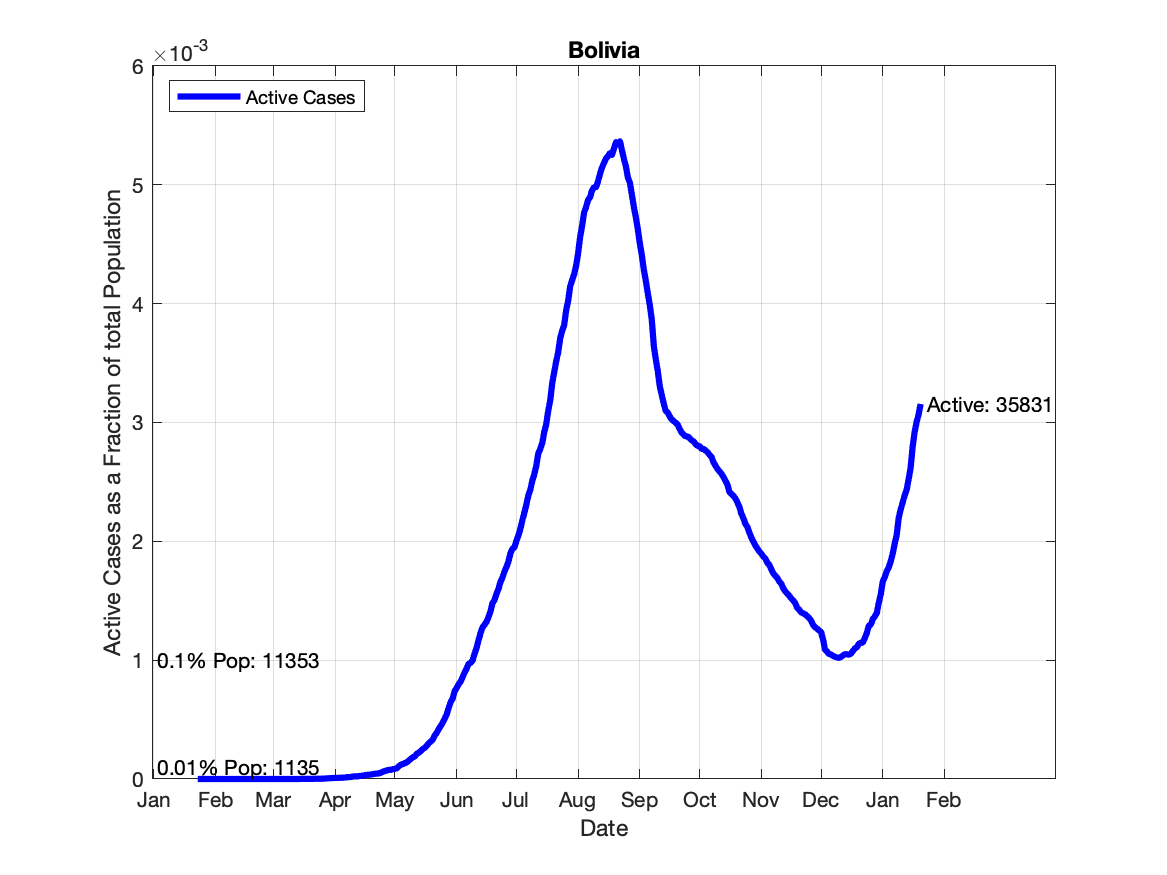 Bolivia
×10-3
Active Cases
6
5
4
3
2
1
0
Active Cases as a Fraction of total Population
Active: 35831
0.1% Pop: 11353
0.01% Pop: 1135
Jan Feb Mar Apr May Jun Jul Aug Sep Oct Nov Dec Jan Feb
Date